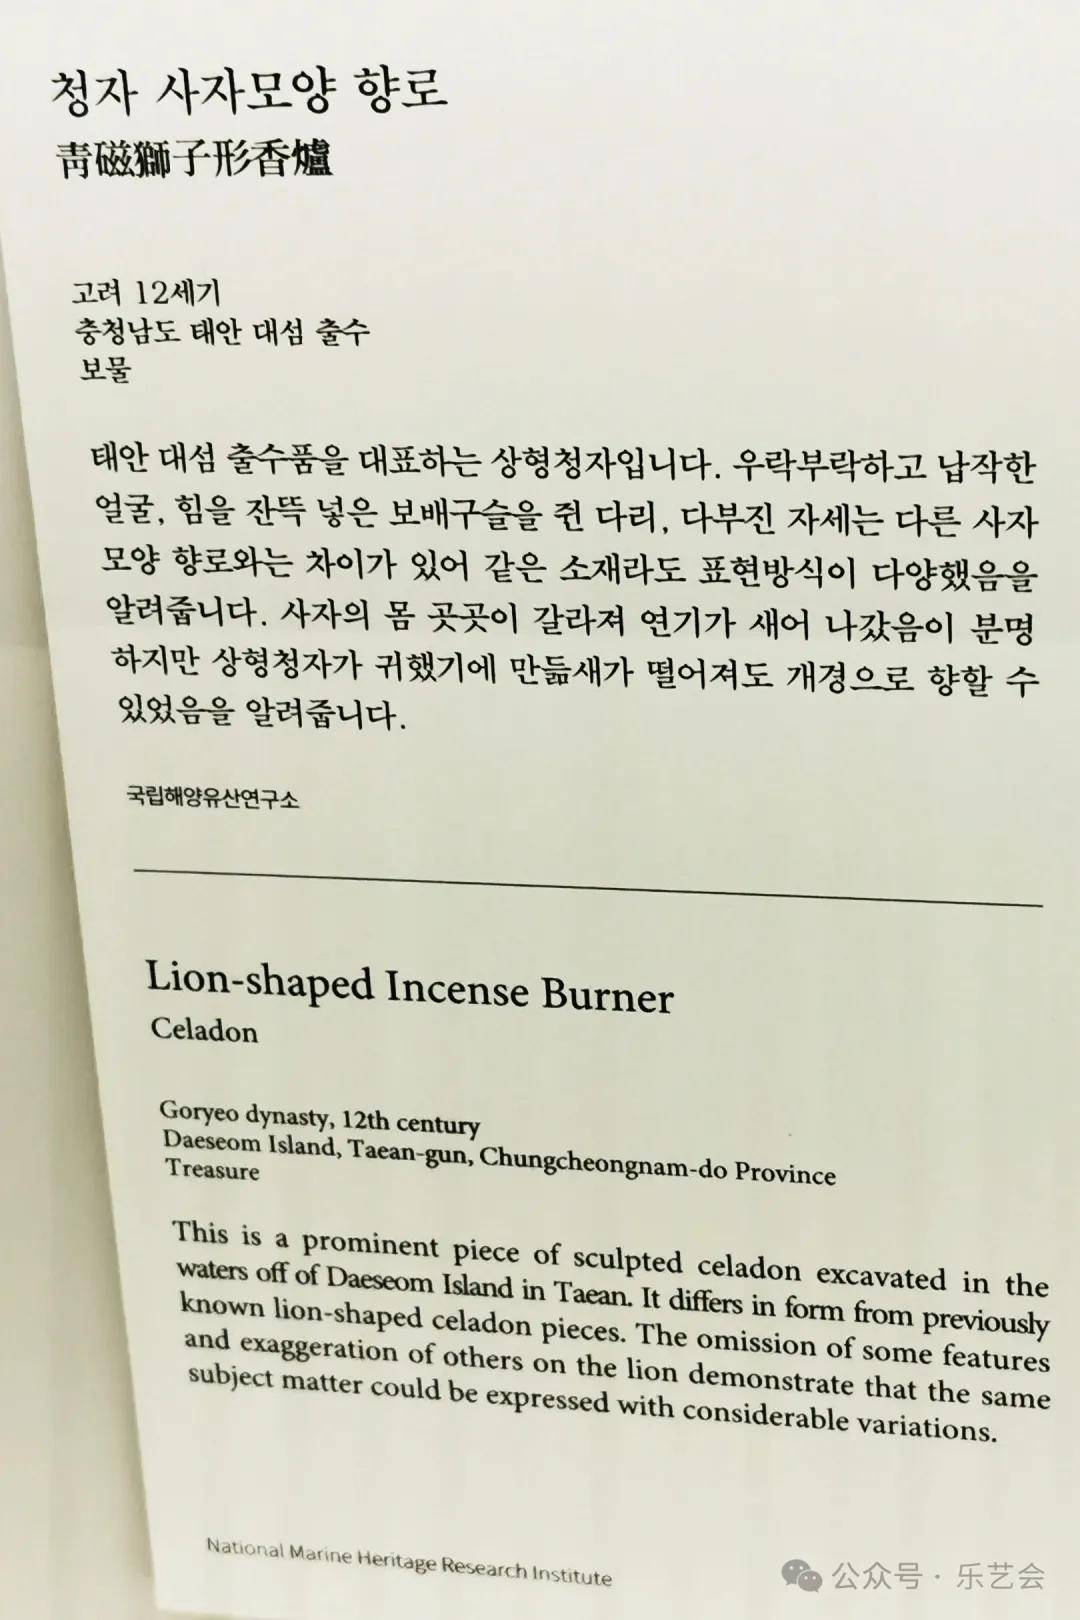 청자 사자모양 향로
靑磁獅子形香爐
고려 12세기
충청남도 태안 대섬 출수
보물
태안 대섬 출수품을 대표하는 상형청자입니다. 우락부락하고 납작한
얼굴, 힘을 잔뜩 넣은 보배구슬을 쥔 다리, 다부진 자세는 다른 사자
모양 향로와는 차이가 있어 같은 소재라도 표현방식이 다양했음을
알려줍니다. 사자의 몸 곳곳이 갈라져 연기가 새어 나갔음이 분명
하지만 상형청자가 귀했기에 만듦새가 떨어져도 개경으로 향할 수
있었음을 알려줍니다.
국립해양유산연구소
Lion-shaped Incense Burner
Celadon
Goryeo dynasty, 12th century
Daeseom Island, Taean-gun, Chungcheongnam-do Province
Treasure
This is a prominent piece of sculpted celadon excavated in the
waters off of Daeseom Island in Taean. It differs in form from previously
known lion-shaped celadon pieces. The omission of some features
and exaggeration of others on the lion demonstrate that the same
subject matter could be expressed with considerable variations.
National Marine Heritage Research Institute
公众号 · 乐艺会